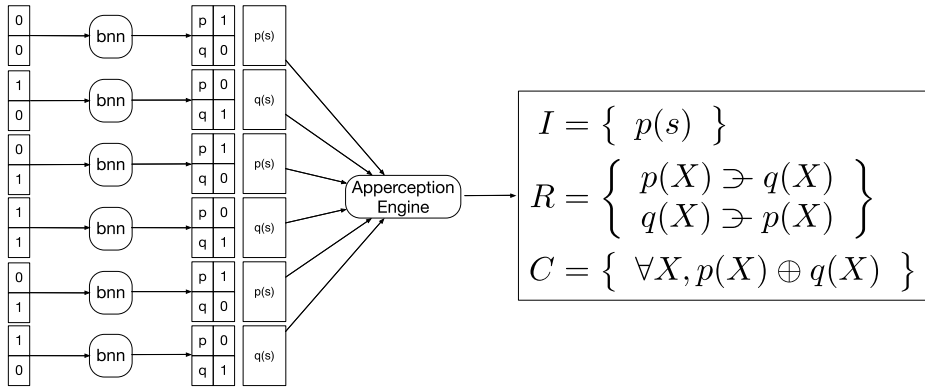 0 bnn p 1 p(s)
0 q 0
1 bnn p 0 q(s)
0 q 1
0 bnn p 1 p(s)
1 q 0
1 bnn p 0 q(s)
1 q 1
0 bnn p 1 p(s)
1 q 0
1 bnn p 0 q(s)
0 q 1
Apperception
Engine
I = { p(s) }
R = { p(X) ⥽ q(X)
q(X) ⥽ p(X) }
C = { ∀X, p(X) ⊕ q(X) }